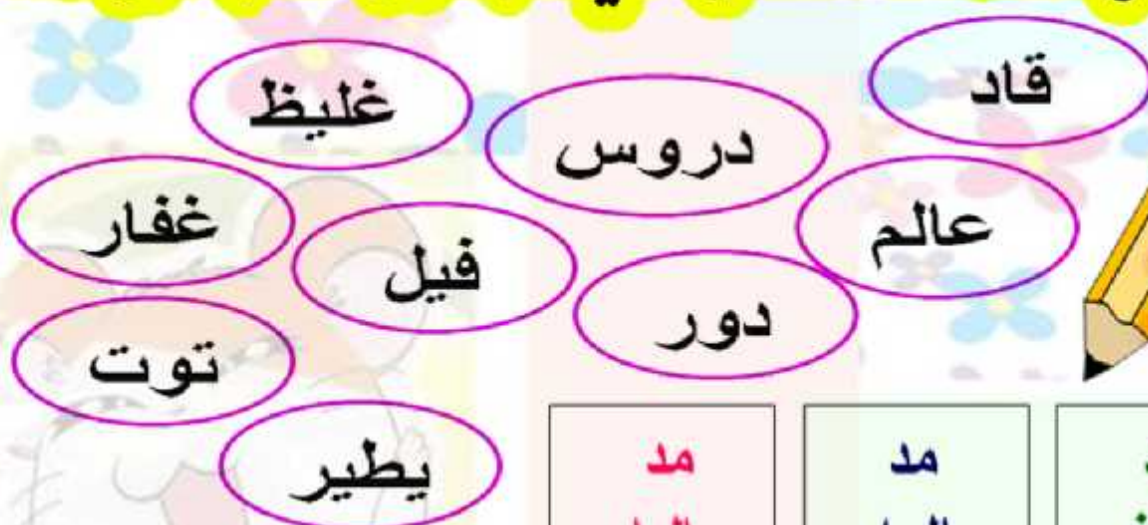 قاد
غليظ
دروس
غفار
عالم
فيل
دور
توت
يطير
مد
مد